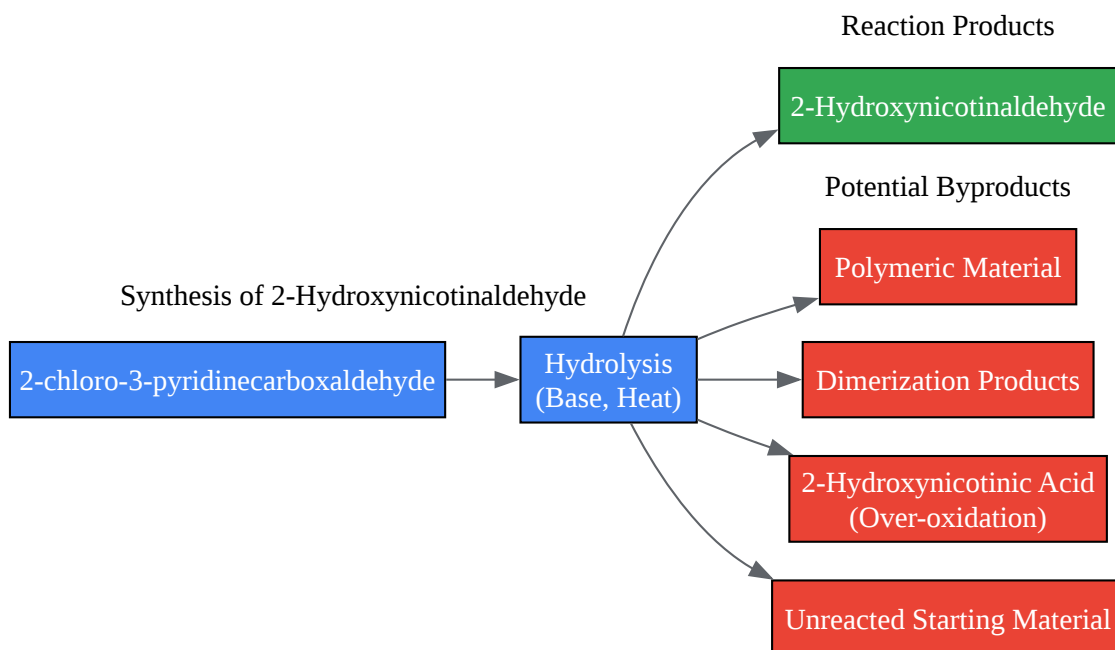 Reaction Products
2-Hydroxynicotinaldehyde
Potential Byproducts
Polymeric Material
Synthesis of 2-Hydroxynicotinaldehyde
2-chloro-3-pyridinecarboxaldehyde
Hydrolysis
(Base, Heat)
Dimerization Products
2-Hydroxynicotinic Acid
(Over-oxidation)
Unreacted Starting Material